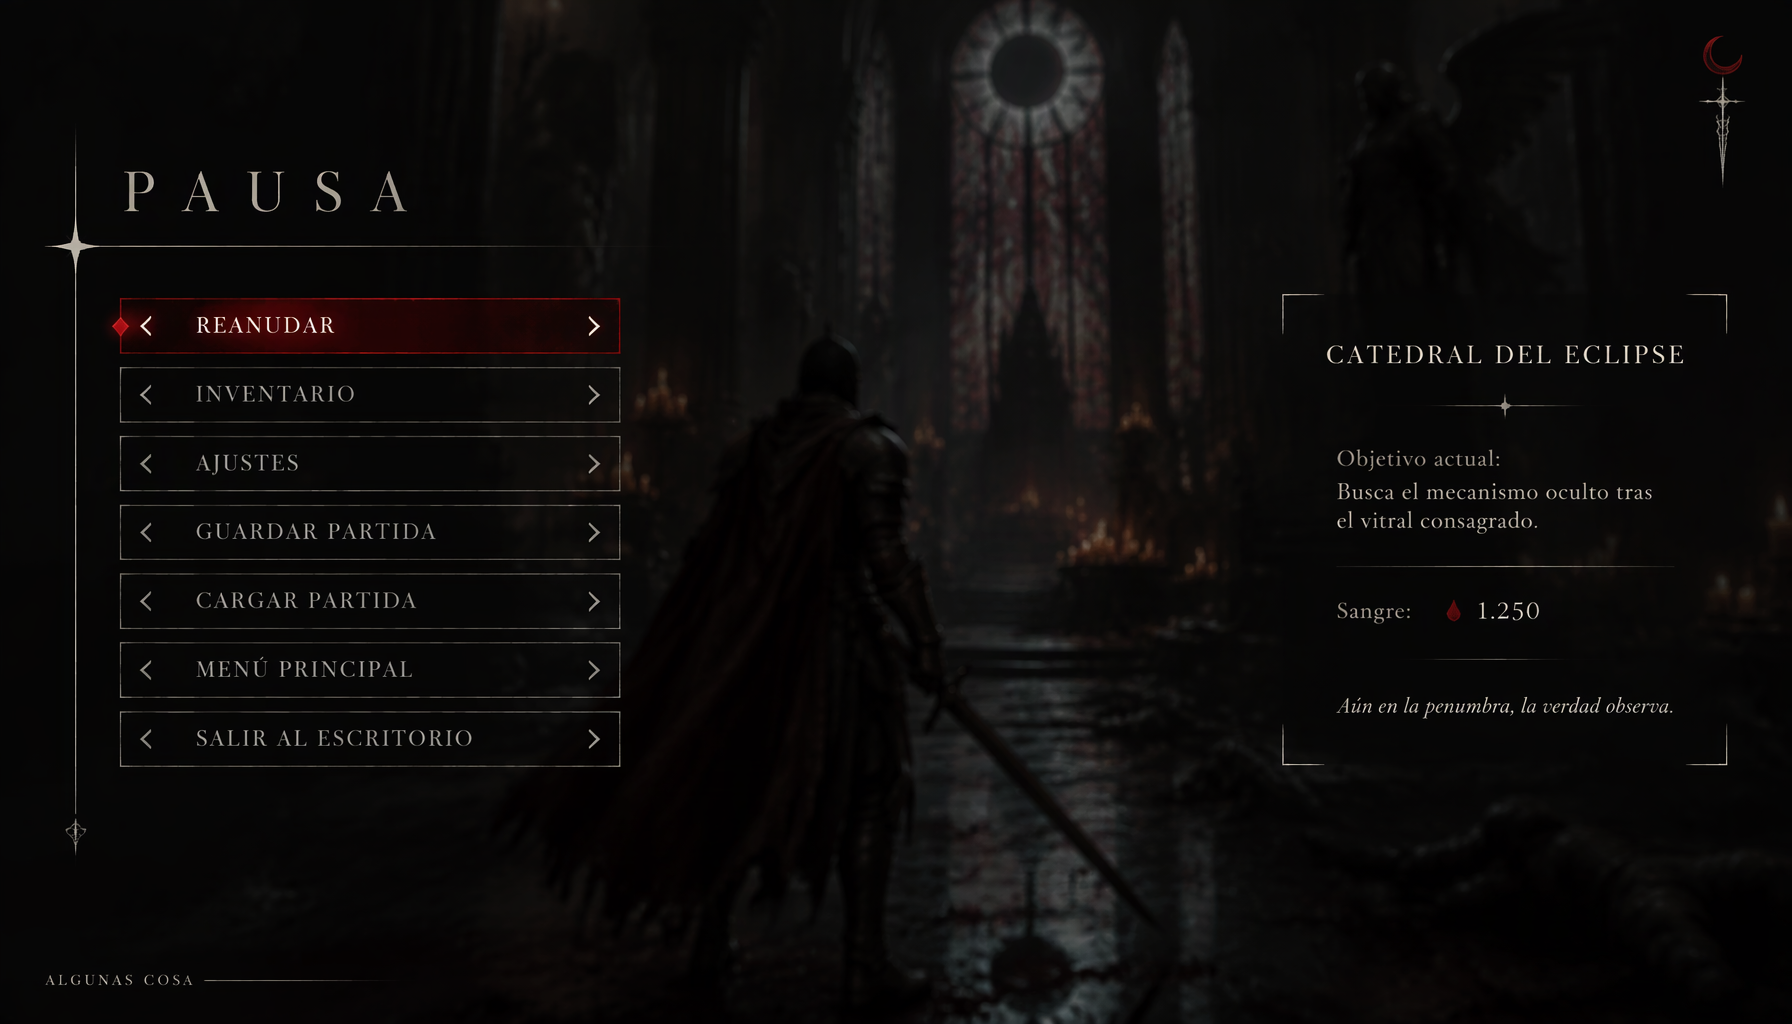 PAUSA
REANUDAR
INVENTARIO
AJUSTES
GUARDAR PARTIDA
CARGAR PARTIDA
MENÚ PRINCIPAL
SALIR AL ESCRITORIO
ALGUNAS COSA
CATEDRAL DEL ECLIPSE
Objetivo actual:
Busca el mecanismo oculto tras
el vitral consagrado.
Sangre: 1.250
Aún en la penumbra, la verdad observa.